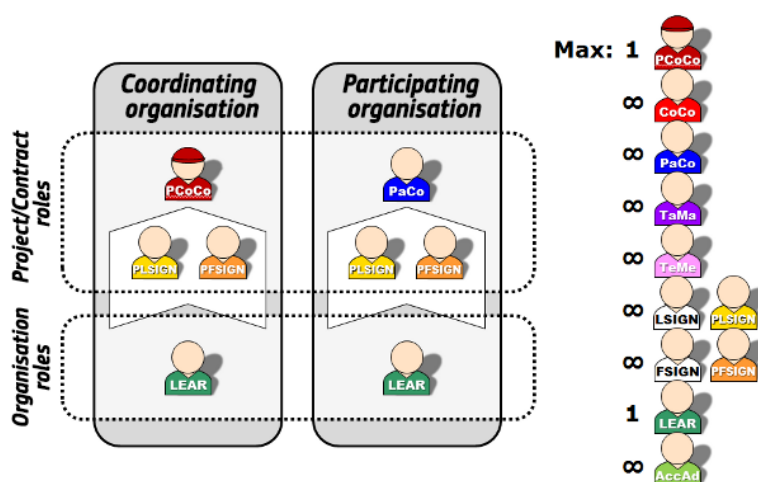 Coordinating
organisation
Participating
organisation
Project/Contract
roles
PCoCo
PaCo
PLSIGN
PFSIGN
PLSIGN
PFSIGN
Organisation
roles
LEAR
LEAR
Max: 1
PCoCo
∞
CoCo
∞
PaCo
∞
TaMa
∞
TeMe
∞
LSIGN
PLSIGN
∞
FSIGN
PFSIGN
1
LEAR
∞
AccAd